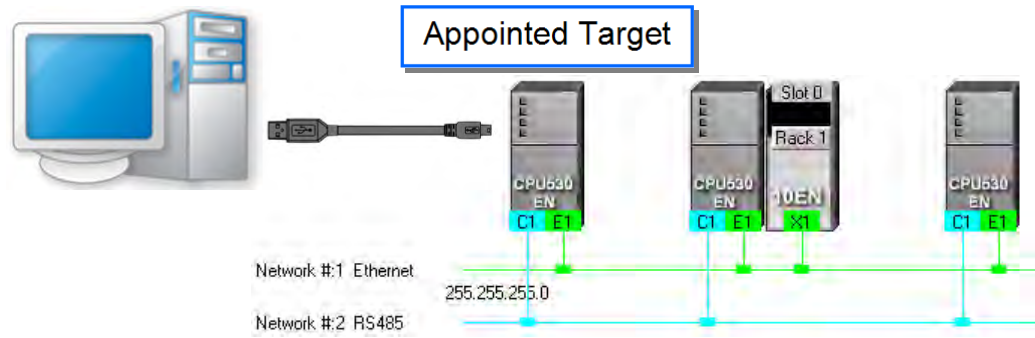 Appointed Target
Slot 0
Rack 1
CPU530
EN
C1 E1
CPU530
EN
C1 E1
10EN
X1
CPU530
EN
C1 E1
Network #:1 Ethernet
255.255.255.0
Network #:2 RS485